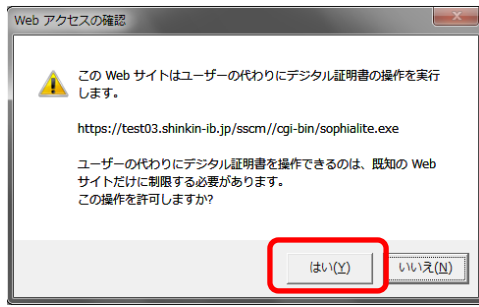 Web アクセスの確認
この Web サイトはユーザーの代わりにデジタル証明書の操作を実行
します。
https://test03.shinkin-ib.jp/sscm//cgi-bin/sophialite.exe
ユーザーの代わりにデジタル証明書を操作できるのは、既知の Web
サイトだけに制限する必要があります。
この操作を許可しますか?
はい(Y) いいえ(N)